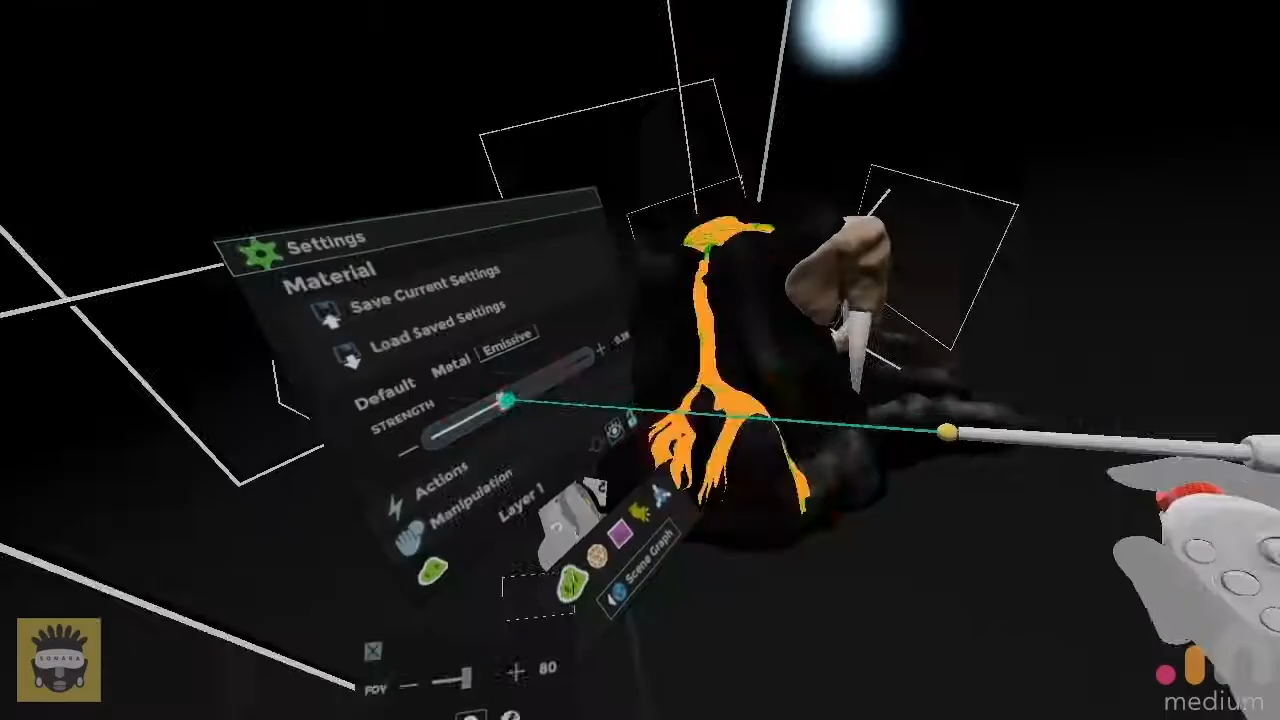 Settings
Material
Save Current Settings
Load Saved Settings
Default Metal Emissive
STRENGTH
Actions
Manipulation
Layer 1
Scene Graph
FOV 80
SONARA
medium